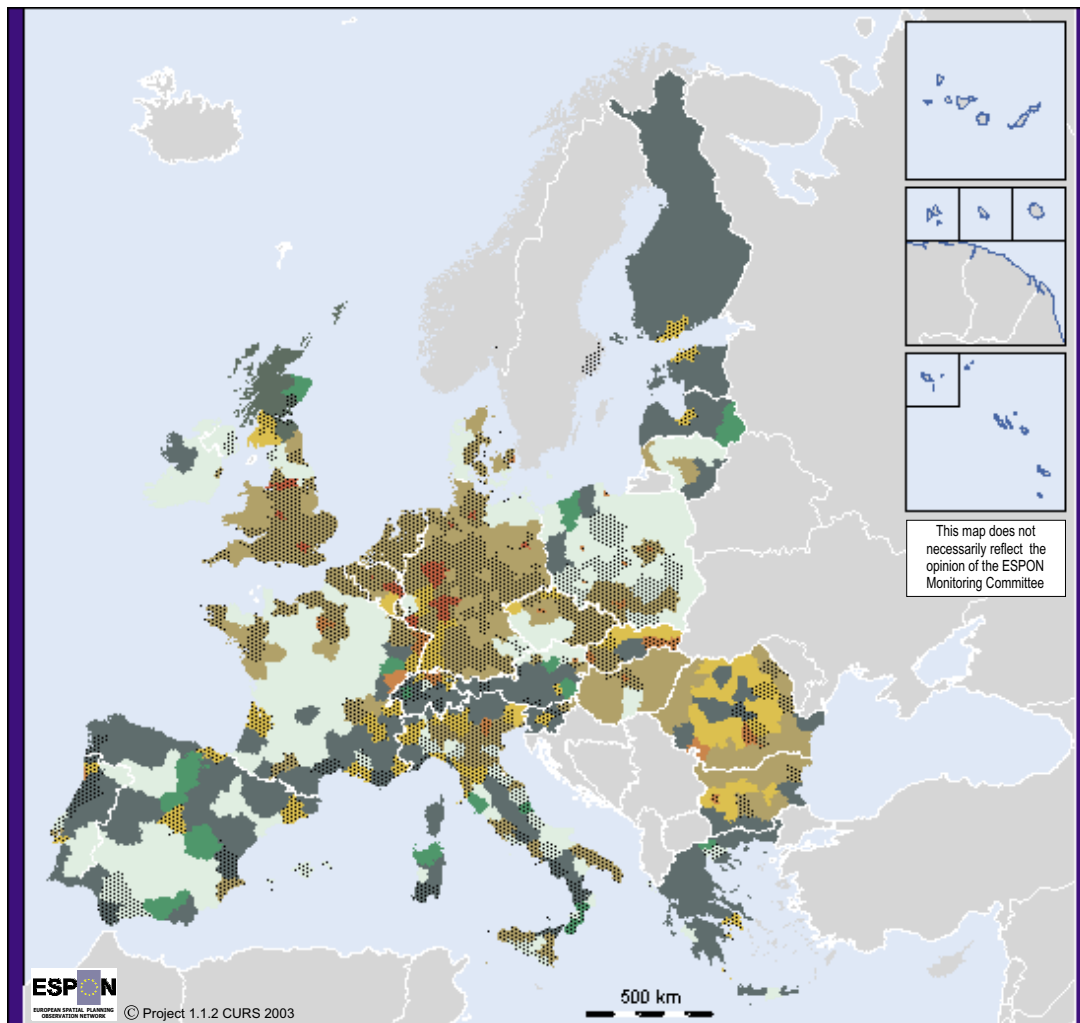 This map does not
necessarily reflect the
opinion of the ESPON
Monitoring Committee
500 km
ESPON
EUROPEAN SPATIAL PLANNING
OBSERVATION NETWORK
© Project 1.1.2 CURS 2003